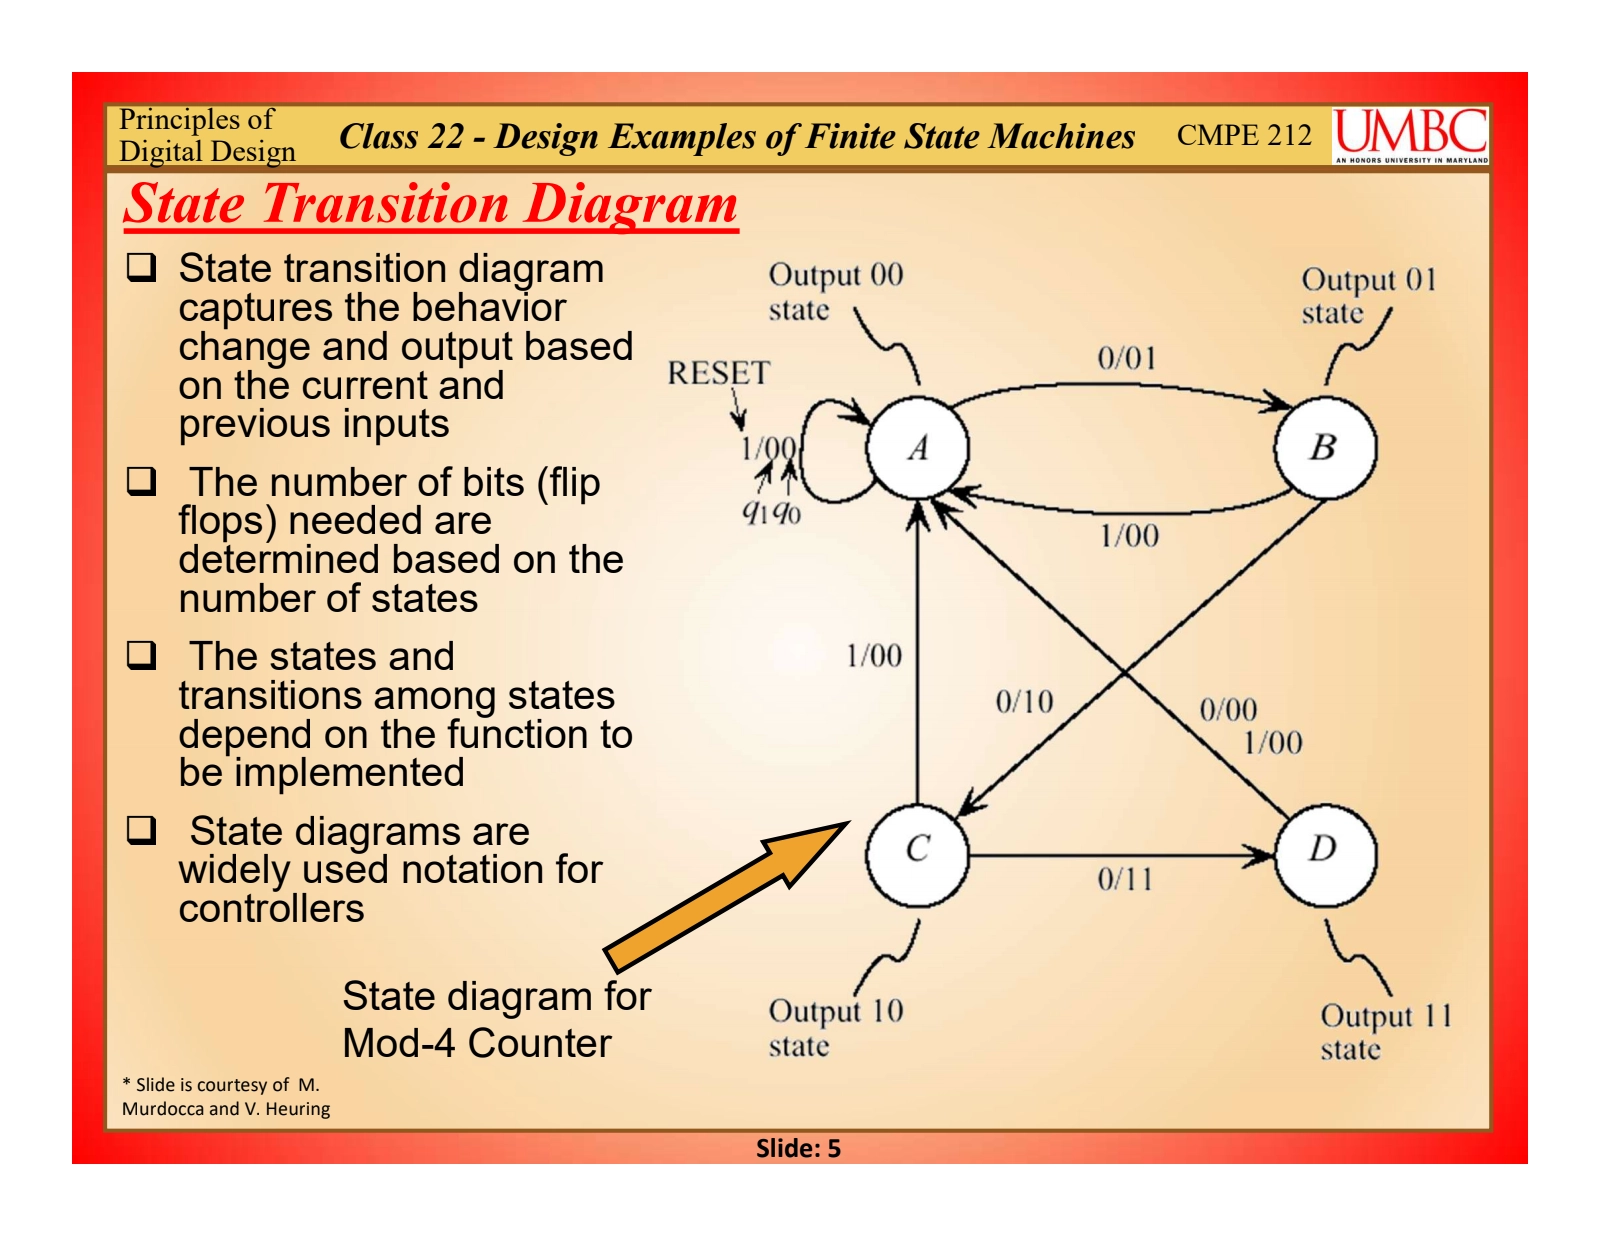 Principles of
Digital Design
Class 22 - Design Examples of Finite State Machines
CMPE 212
UMBC
AN HONORS UNIVERSITY IN MARYLAND
State Transition Diagram
❑ State transition diagram
captures the behavior
change and output based
on the current and
previous inputs
❑ The number of bits (flip
flops) needed are
determined based on the
number of states
❑ The states and
transitions among states
depend on the function to
be implemented
❑ State diagrams are
widely used notation for
controllers
State diagram for
Mod-4 Counter
* Slide is courtesy of M.
Murdocca and V. Heuring
Output 00
state
Output 01
state
RESET
0/01
1/00
q1 q0
A
B
1/00
1/00
0/10
0/00
1/00
C
D
0/11
Output 10
state
Output 11
state
Slide: 5